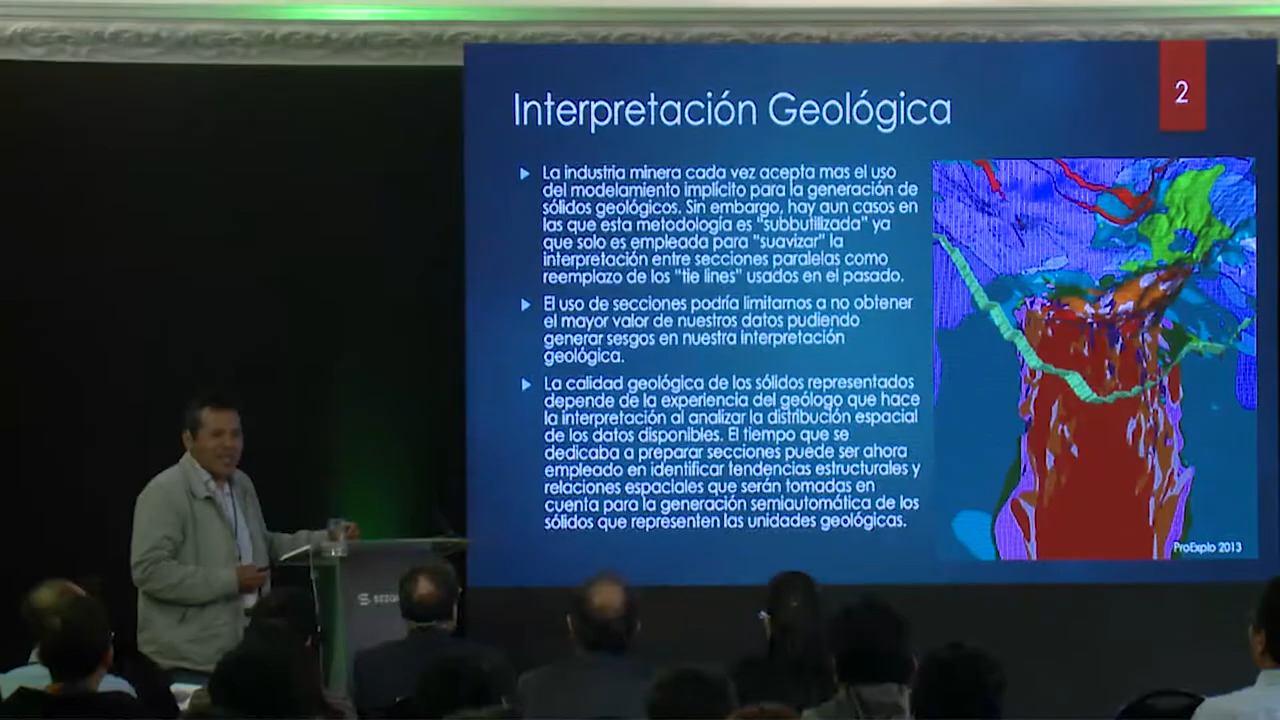 2
Interpretación Geológica
La industria minera cada vez acepta mas el uso
del modelamiento implícito para la generación de
sólidos geológicos. Sin embargo, hay aun casos en
las que esta metodología es "subbutilizada" ya
que solo es empleada para "suavizar" la
interpretación entre secciones paralelas como
reemplazo de los "tie lines" usados en el pasado.
El uso de secciones podría limitarnos a no obtener
el mayor valor de nuestros datos pudiendo
generar sesgos en nuestra interpretación
geológica.
La calidad geológica de los sólidos representados
depende de la experiencia del geólogo que hace
la interpretación al analizar la distribución espacial
de los datos disponibles. El tiempo que se
dedicaba a preparar secciones puede ser ahora
empleado en identificar tendencias estructurales y
relaciones espaciales que serán tomadas en
cuenta para la generación semiautomática de los
sólidos que representen las unidades geológicas.
ProExplo 2013